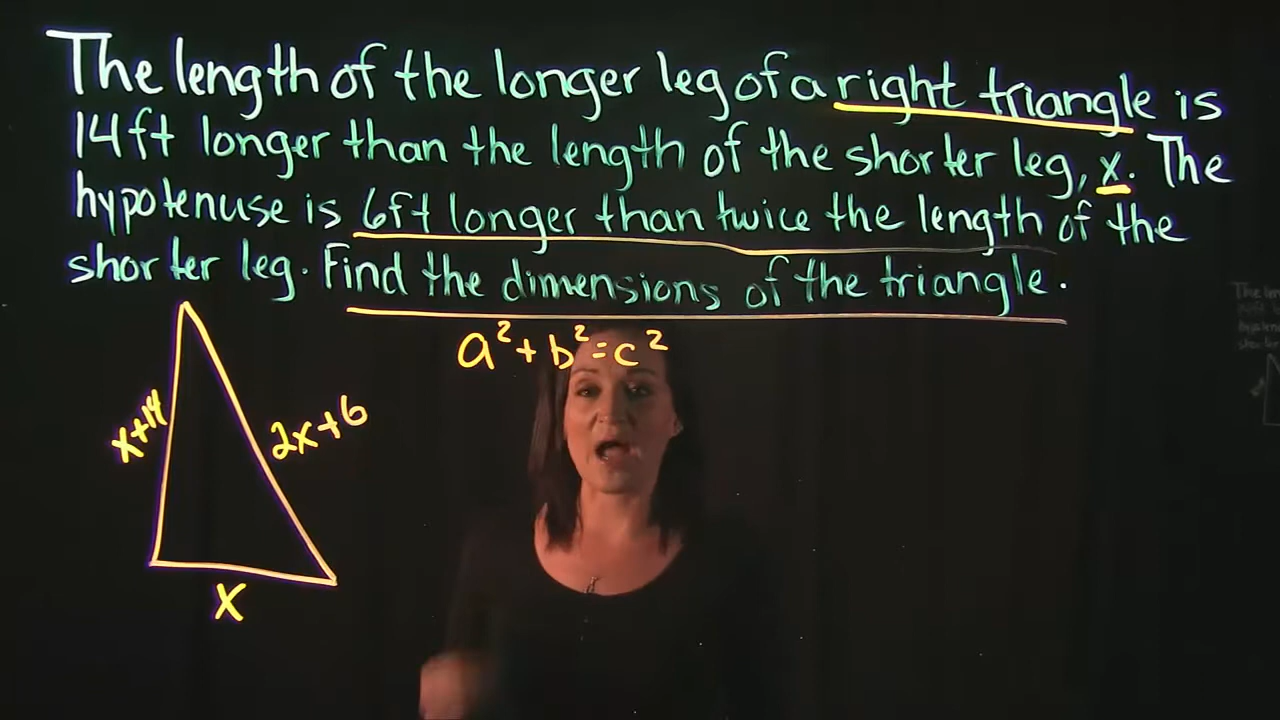 The length of the longer leg of a right triangle is
14ft longer than the length of the shorter leg, x. The
hypotenuse is 6ft longer than twice the length of the
shorter leg. Find the dimensions of the triangle.
a²+b²=c²
x+14
2x+6
x